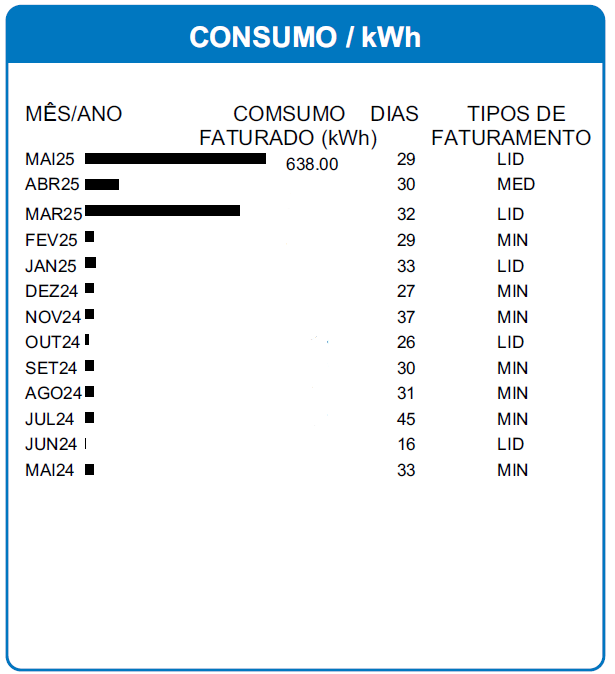 CONSUMO / kWh
MÊS/ANO COMSUMO DIAS TIPOS DE
FATURADO (kWh) FATURAMENTO
MAI25 638.00 29 LID
ABR25 30 MED
MAR25 32 LID
FEV25 29 MIN
JAN25 33 LID
DEZ24 27 MIN
NOV24 37 MIN
OUT24 26 LID
SET24 30 MIN
AGO24 31 MIN
JUL24 45 MIN
JUN24 16 LID
MAI24 33 MIN